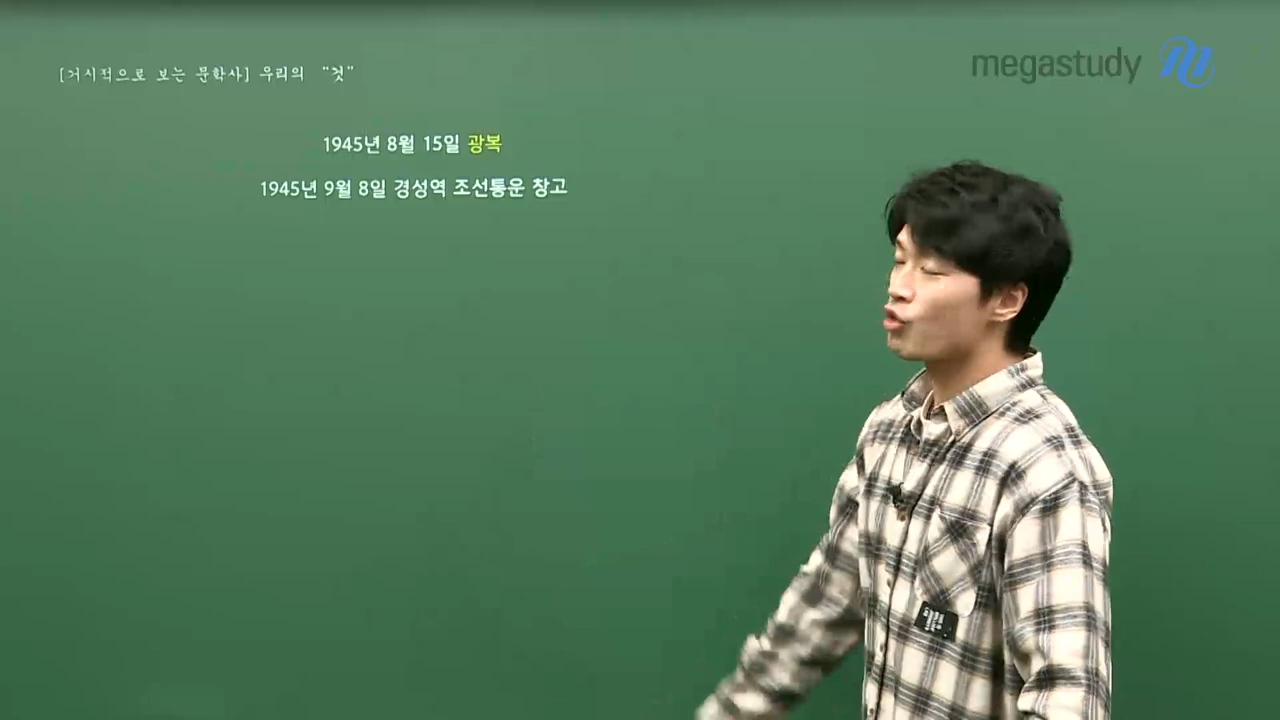 [거시적으로 보는 문학사] 우리의 "것"
megastudy
1945년 8월 15일 광복
1945년 9월 8일 경성역 조선통운 창고